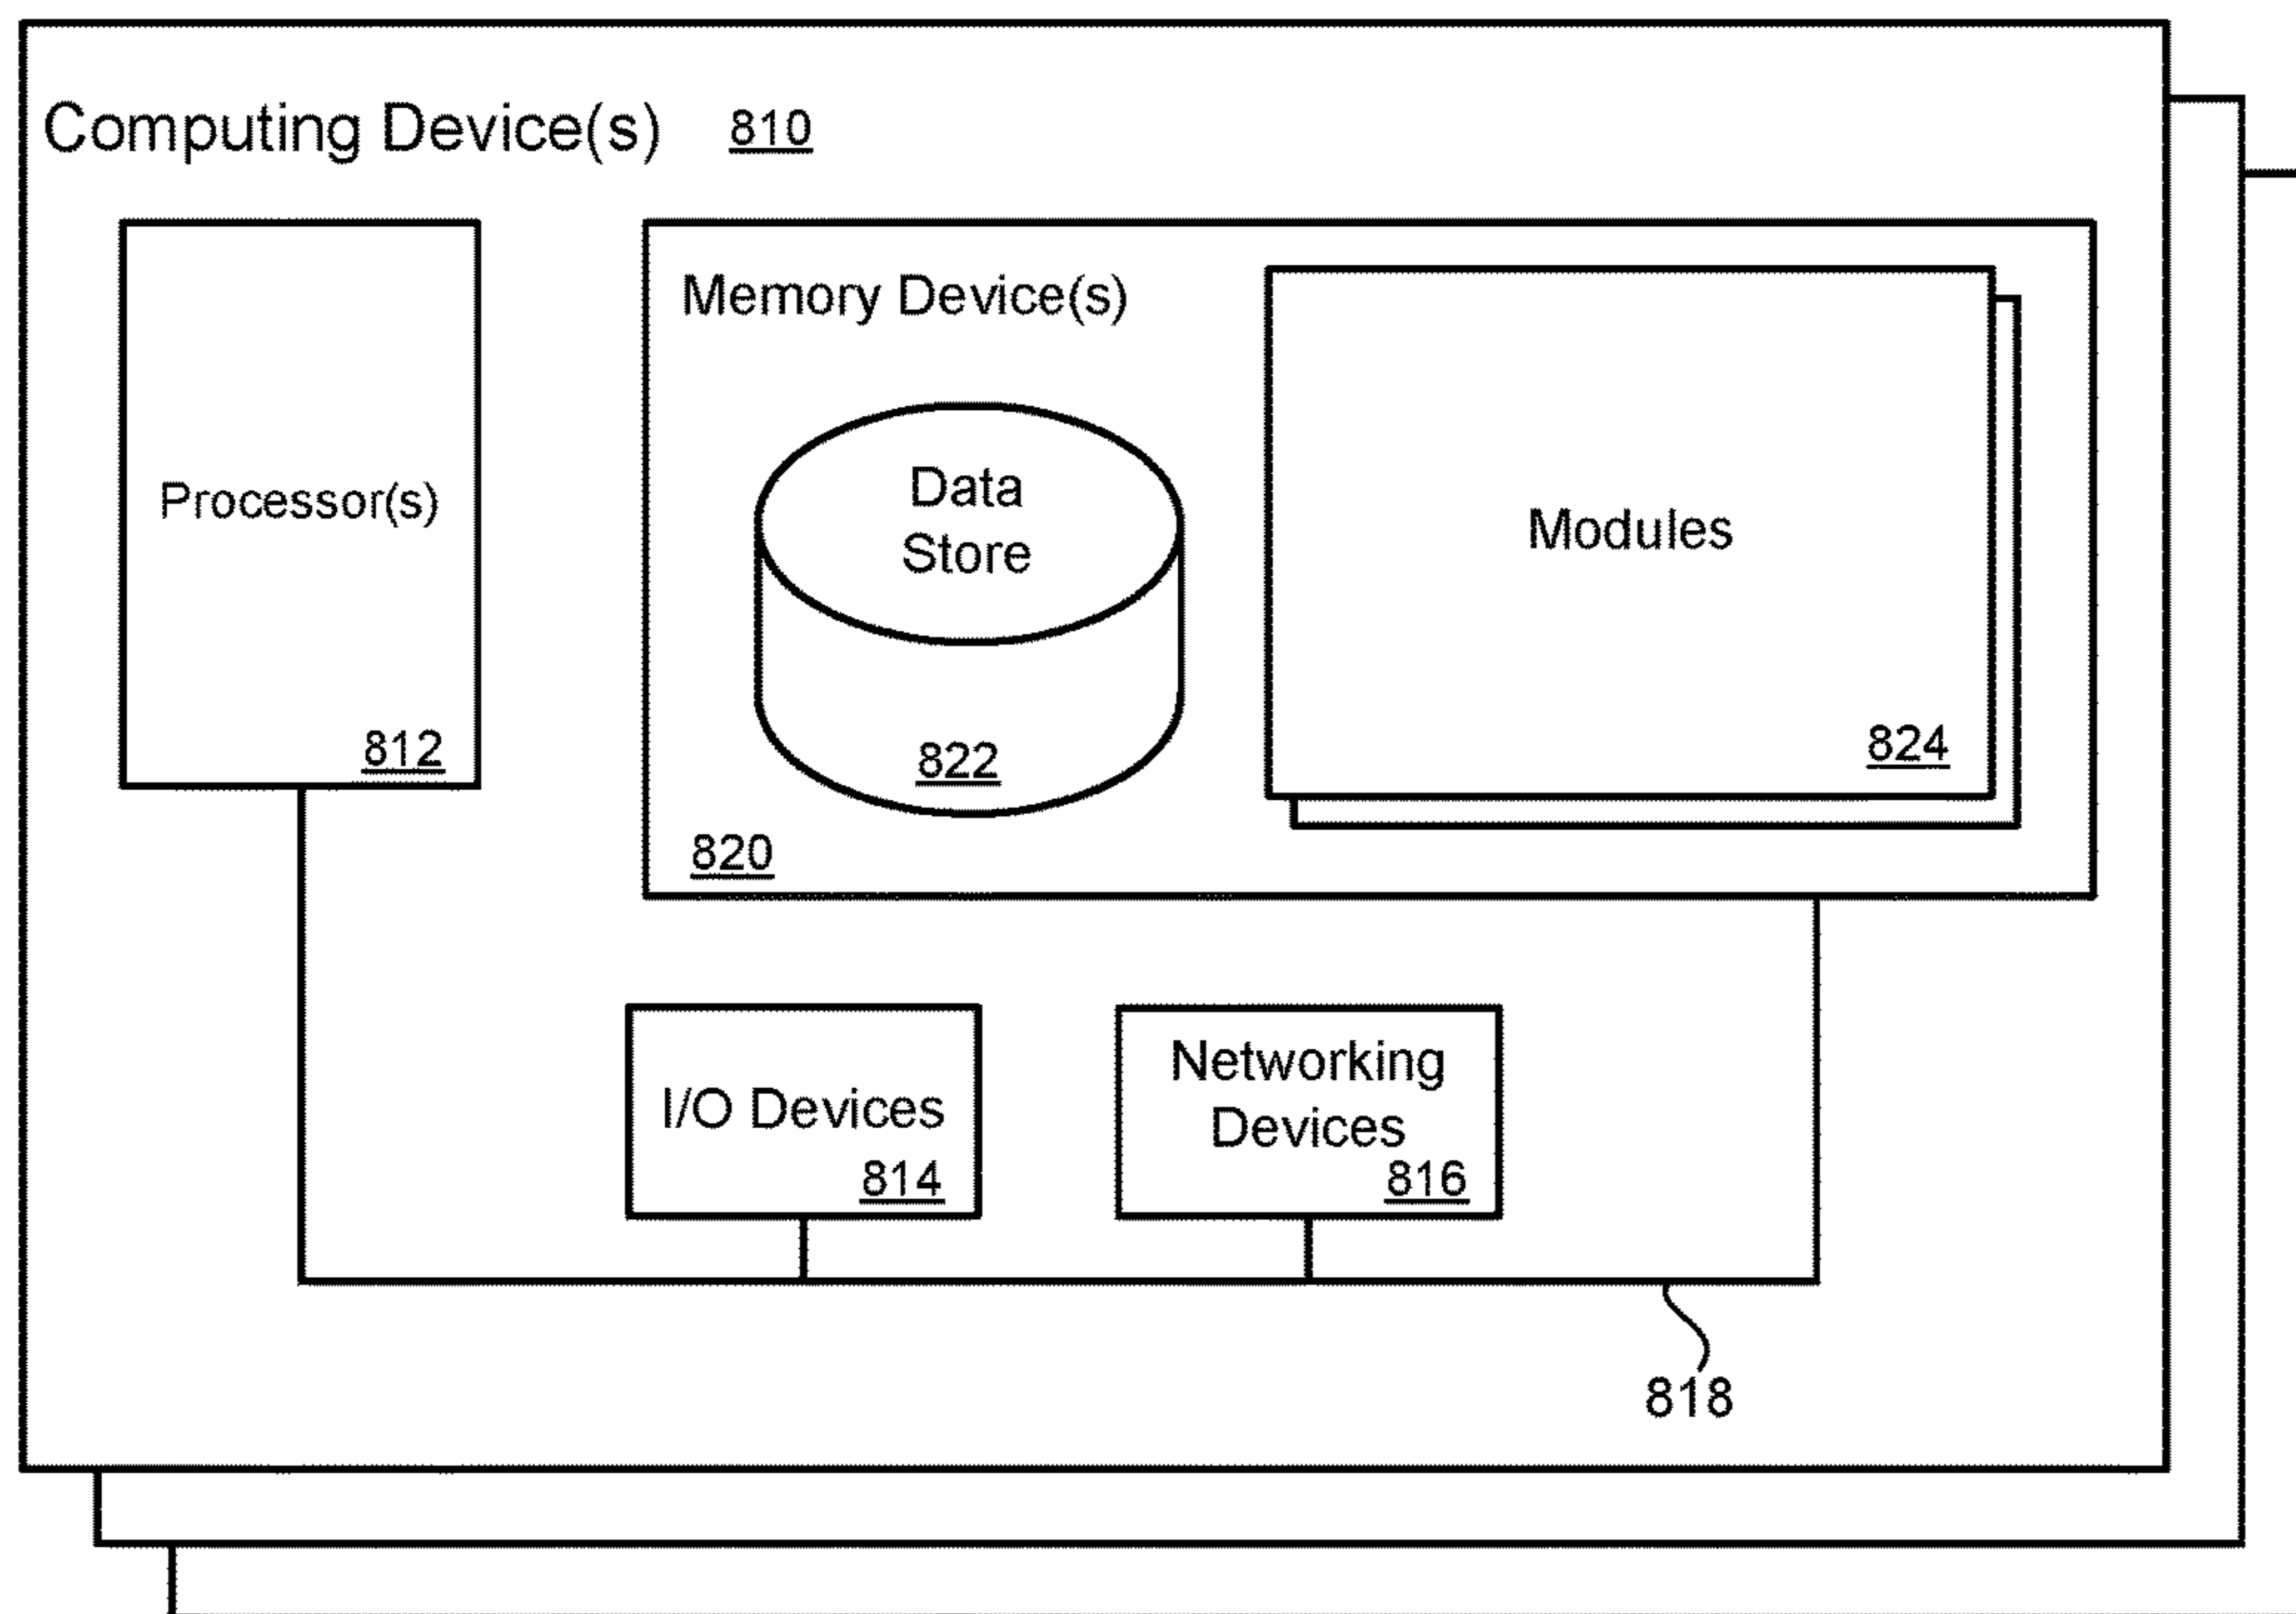 Computing Device(s) 810
Processor(s)
812
Memory Device(s)
Data
Store
822
820
Modules
824
I/O Devices
814
Networking
Devices
816
818